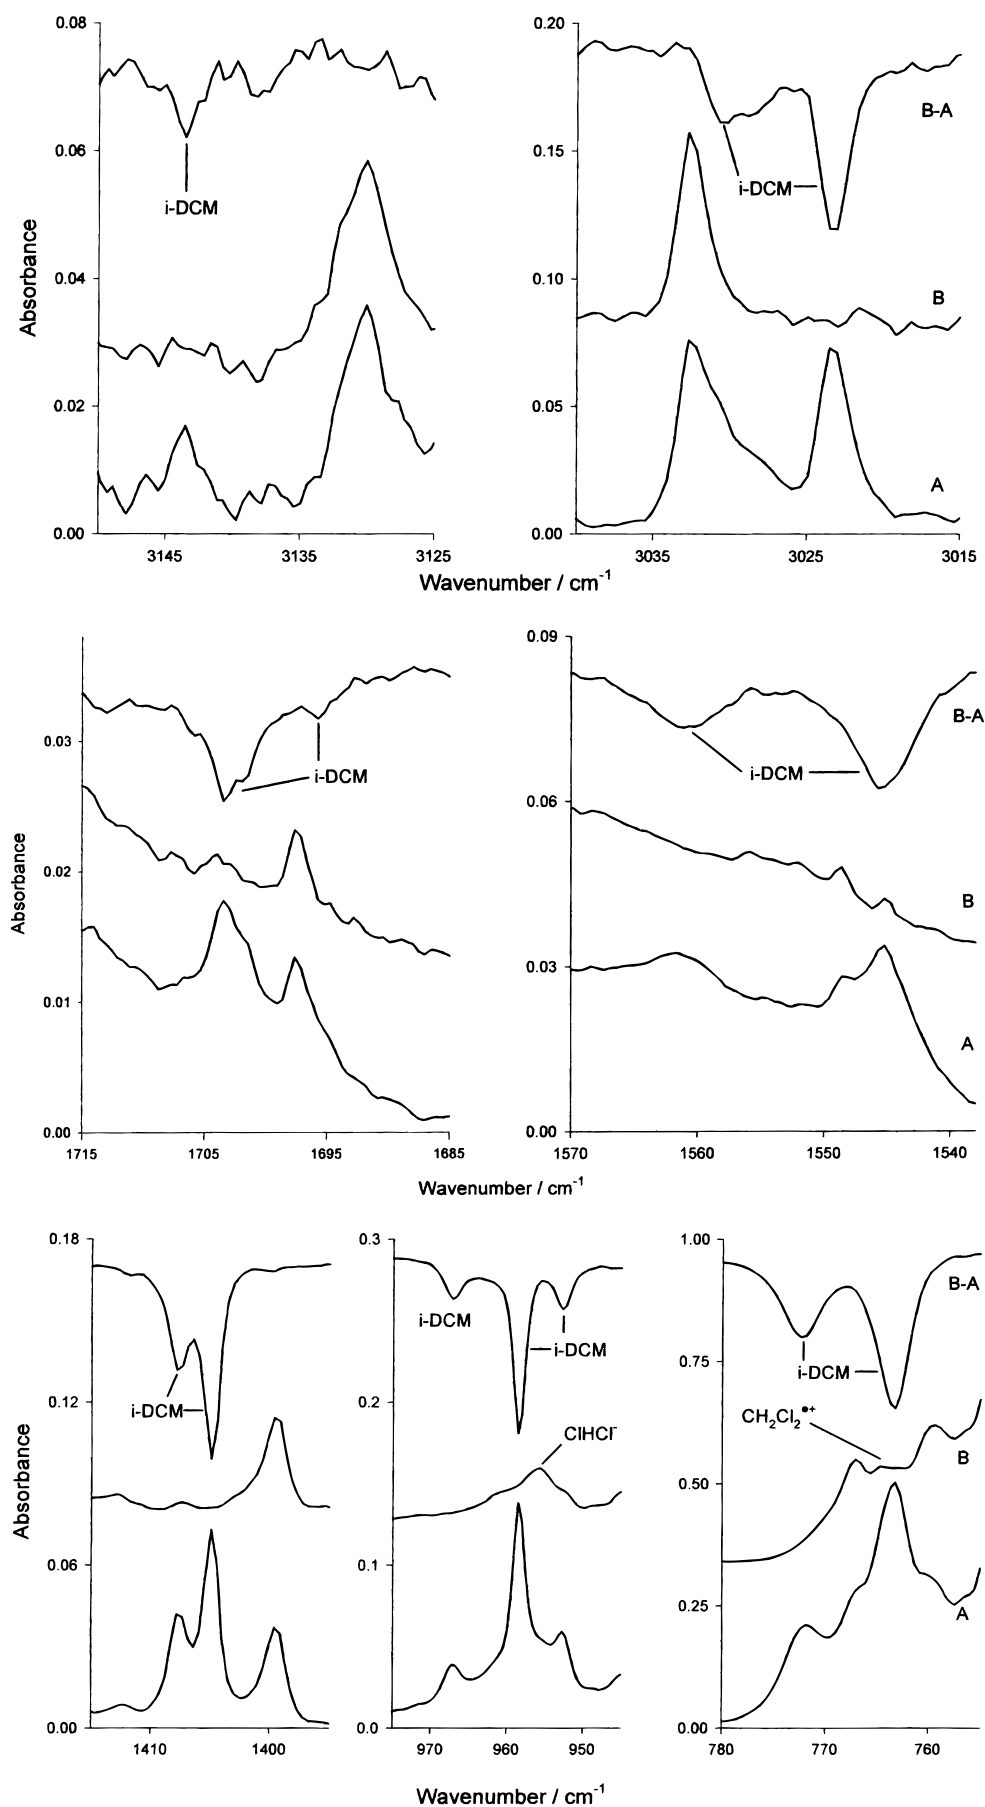 0.08
0.06
0.04
0.02
0.00
3145
3135
3125
i-DCM
Absorbance
0.20
0.15
0.10
0.05
0.00
3035
3025
3015
B-A
i-DCM
B
A
Wavenumber / cm⁻¹
0.03
0.02
0.01
0.00
1715
1705
1695
1685
i-DCM
Absorbance
0.09
0.06
0.03
0.00
1570
1560
1550
1540
B-A
i-DCM
B
A
Wavenumber / cm⁻¹
0.18
0.12
0.06
0.00
1410
1400
i-DCM
Absorbance
0.3
0.2
0.1
0.0
970
960
950
i-DCM
i-DCM
ClHCl⁻
1.00
0.75
0.50
0.25
0.00
780
770
760
B-A
i-DCM
CH₂Cl₂•⁺
B
A
Wavenumber / cm⁻¹